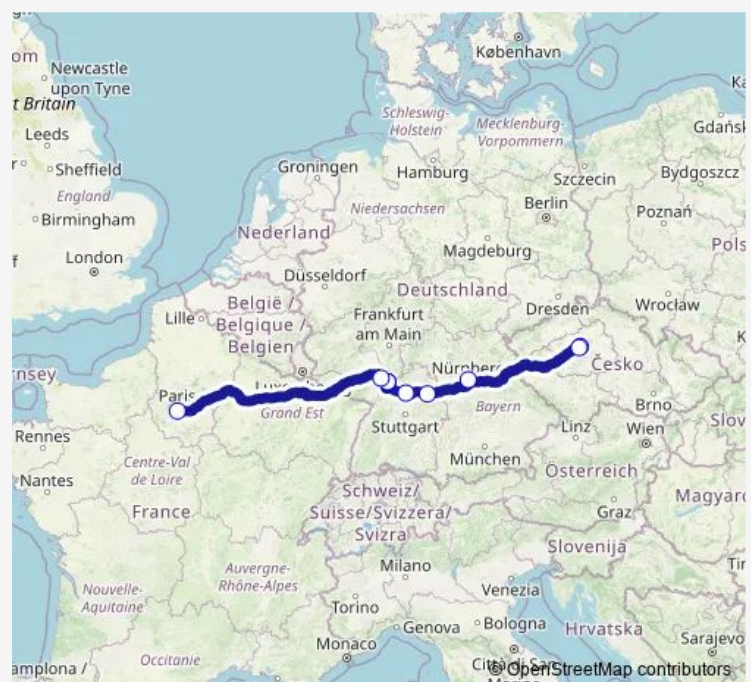 København
Newcastle
upon Tyne
t Britain
Leeds
Sheffield
England
Birmingham
London
Schleswig-
Holstein
Mecklenburg-
Vorpommern
Gdańsk
Groningen
Hamburg
Szczecin
Bydgoszcz
Berlin
Niedersachsen
Poznań
Nederland
Magdeburg
Pols
Düsseldorf
Deutschland
België /
Belgique /
Belgien
Lille
Frankfurt
am Main
Dresden
Wrocław
rnsey
Nürnberg
Česko
Paris
Grand Est
Bayern
Brno
Stuttgart
Linz
Wien
Slov
Rennes
München
Centre-Val
de Loire
Österreich
Nantes
Schweiz/
Suisse/Svizzera/
Svizra
France
Magyaro
Graz
Slovenija
Milano
Auvergne-
Rhône-Alpes
Nouvelle-
Aquitaine
Venezia
Torino
Genova
Bologna
Hrvatska
Monaco
Sarajevo
Occitanie
amplona /
© OpenStreetMap contributors